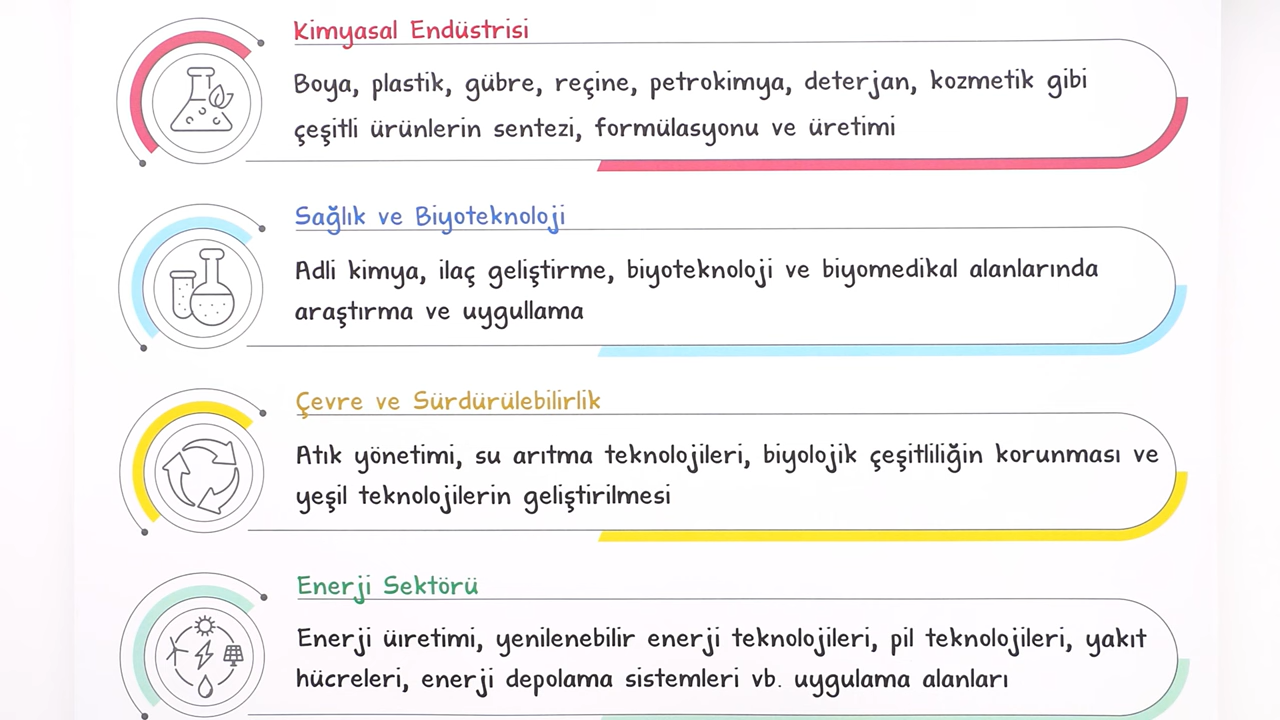 Kimyasal Endüstrisi
Boya, plastik, gübre, reçine, petrokimya, deterjan, kozmetik gibi
çeşitli ürünlerin sentezi, formülasyonu ve üretimi
Sağlık ve Biyoteknoloji
Adli kimya, ilaç geliştirme, biyoteknoloji ve biyomedikal alanlarında
araştırma ve uygullama
Çevre ve Sürdürülebilirlik
Atık yönetimi, su arıtma teknolojileri, biyolojik çeşitliliğin korunması ve
yeşil teknolojilerin geliştirilmesi
Enerji Sektörü
Enerji üretimi, yenilenebilir enerji teknolojileri, pil teknolojileri, yakıt
hücreleri, enerji depolama sistemleri vb. uygulama alanları